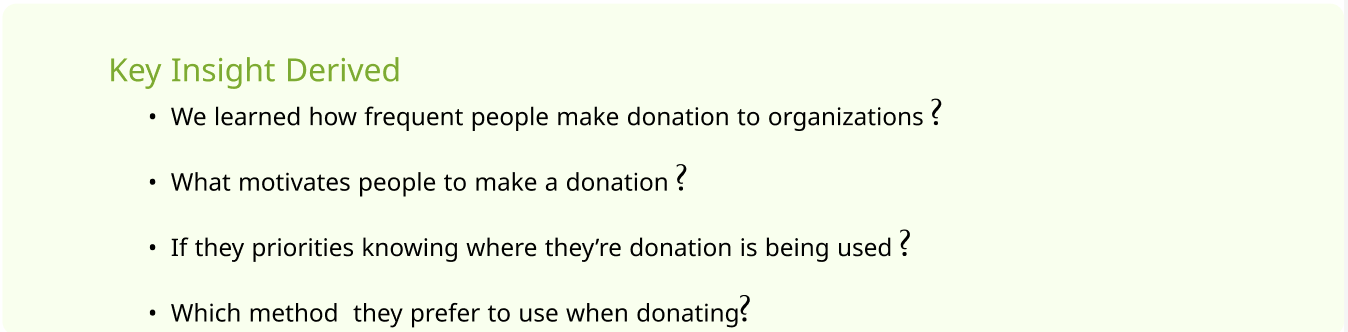 Key Insight Derived
• We learned how frequent people make donation to organizations ?
• What motivates people to make a donation ?
• If they priorities knowing where they’re donation is being used ?
• Which method  they prefer to use when donating?